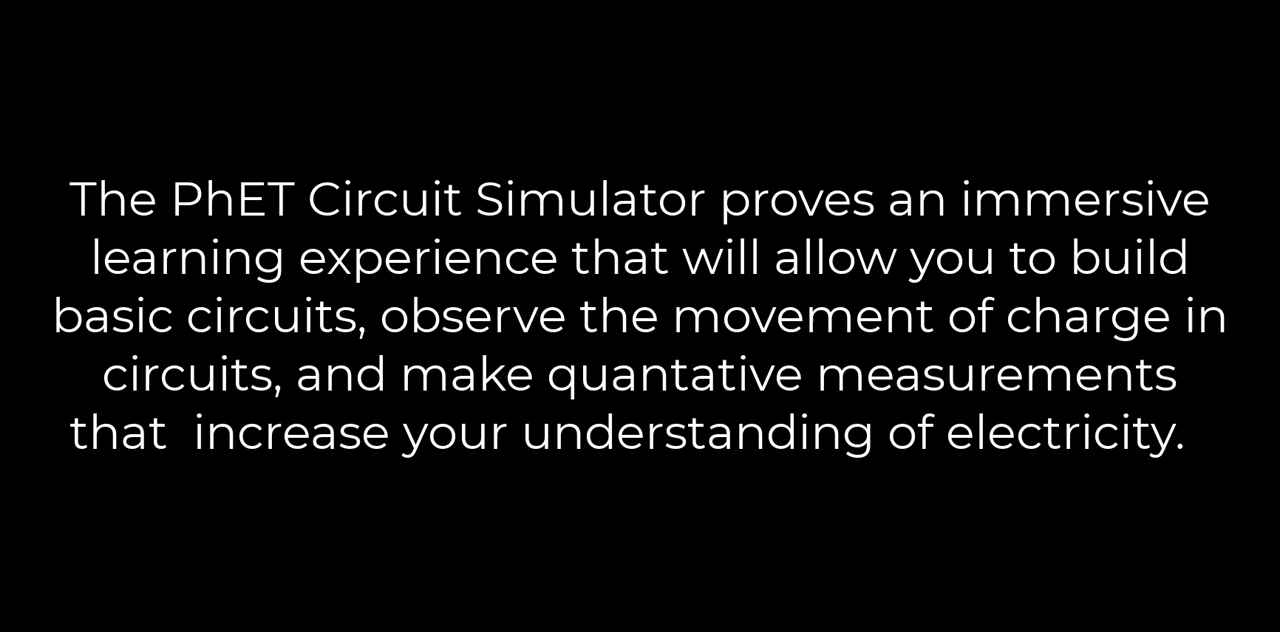 The PhET Circuit Simulator proves an immersive
learning experience that will allow you to build
basic circuits, observe the movement of charge in
circuits, and make quantative measurements
that  increase your understanding of electricity.